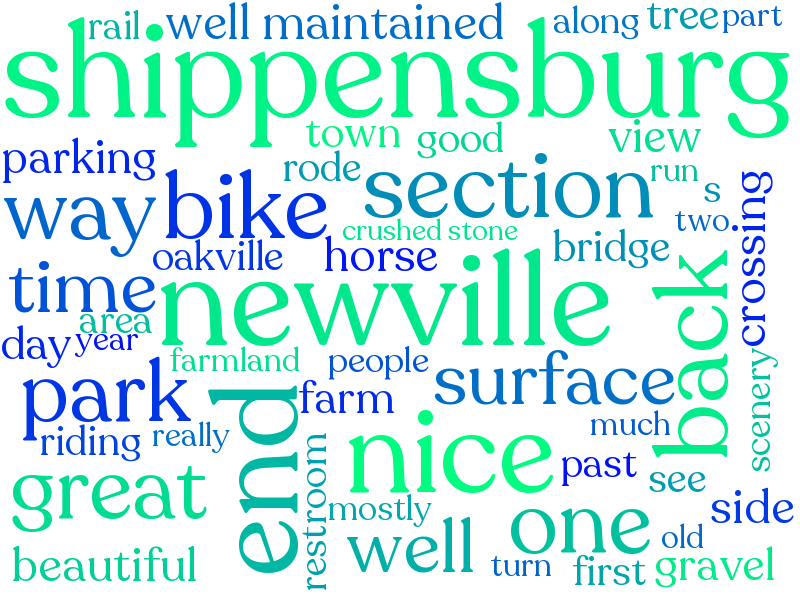 rail
well maintained
along
tree
part
shippensburg
town
good
view
parking
rode
section
run
s
way
bike
two
crossing
crushed stone
oakville
horse
bridge
time
newville
back
area
day
year
farmland
people
surface
scenery
park
end
farm
much
riding
really
nice
past
restroom
see
great
mostly
one
side
well
old
beautiful
turn
first
gravel